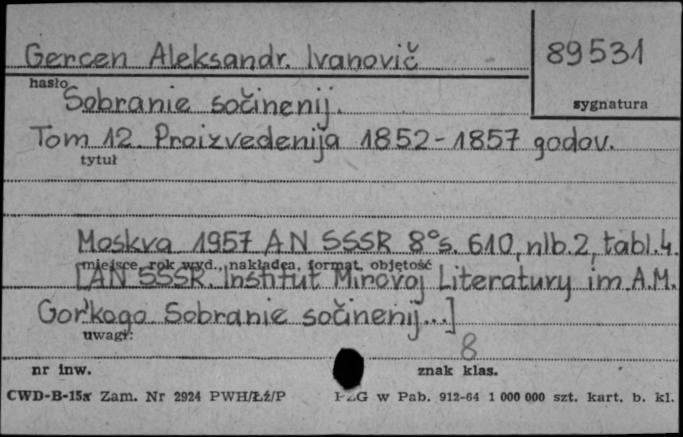 Gercen Aleksandr. Ivanovič
89531
hasło
sygnatura
Sobranie sočinenij.
Tom 12. Proizvedenija 1852-1857 godov.
tytuł
Moskva 1957 AN SSSR 8° s. 610, nlb. 2, tabl. 4.
miejsce, rok wyd., nakładca, format, objętość
[AN SSSR. Institut Mirovoj Literatury im. A.M.
Gor'kogo Sobranie sočinenij...]
uwagi:
8
nr inw.
znak klas.
CWD-B-15x Zam. Nr 2924 PWH/Łż/P
w Pab. 912-64 1 000 000 szt. kart. b. kl.